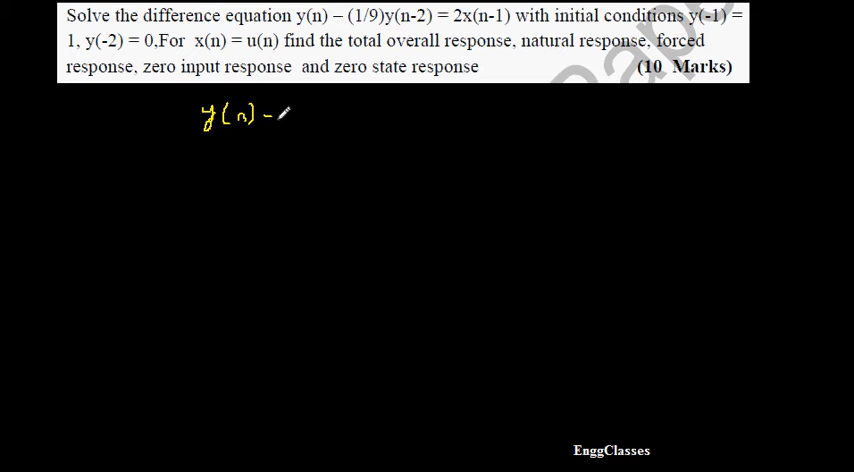 Solve the difference equation y(n) – (1/9)y(n-2) = 2x(n-1) with initial conditions y(-1) =
1, y(-2) = 0,For x(n) = u(n) find the total overall response, natural response, forced
response, zero input response and zero state response (10 Marks)
y(n) -
EnggClasses